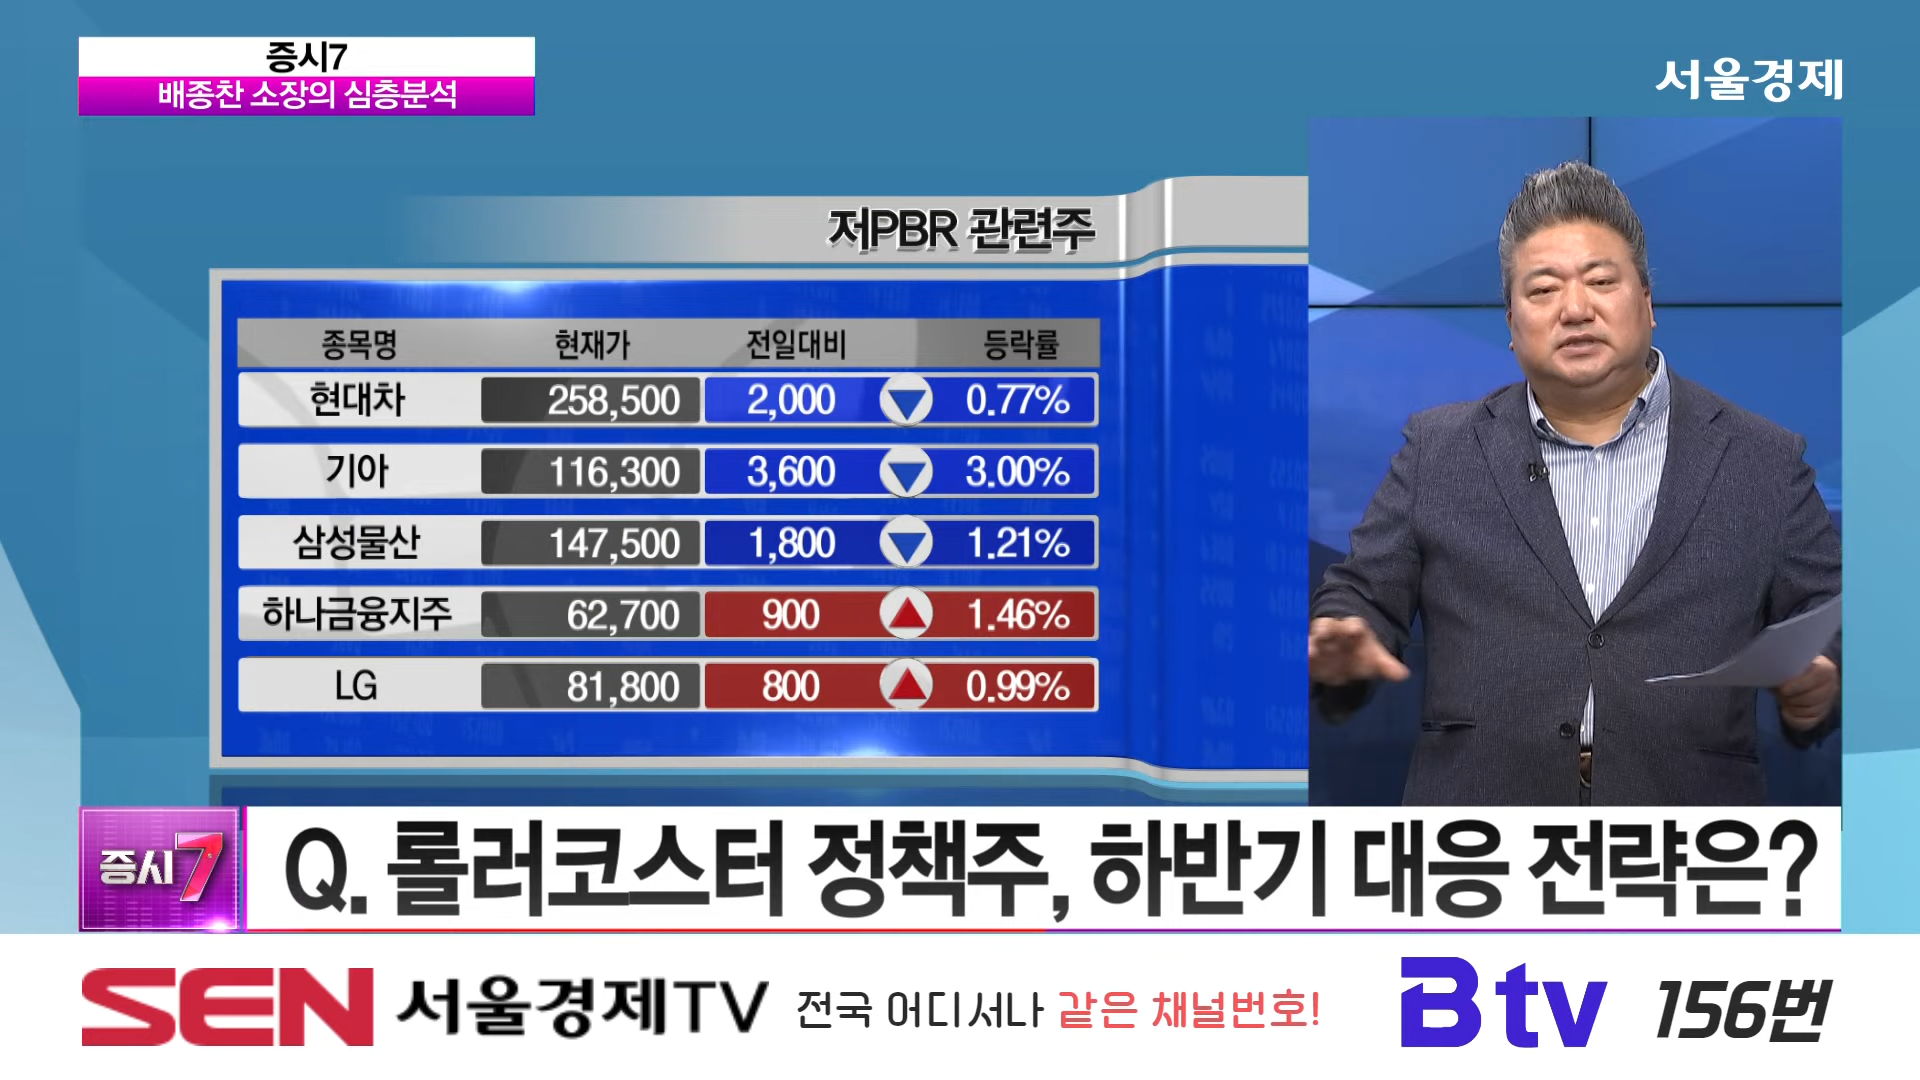 증시7
배종찬 소장의 심층분석
서울경제
저PBR 관련주
종목명 현재가 전일대비 등락률
현대차 258,500 2,000 ▼ 0.77%
기아 116,300 3,600 ▼ 3.00%
삼성물산 147,500 1,800 ▼ 1.21%
하나금융지주 62,700 900 ▲ 1.46%
LG 81,800 800 ▲ 0.99%
증시7
Q. 롤러코스터 정책주, 하반기 대응 전략은?
SEN 서울경제TV 전국 어디서나 같은 채널번호! B tv 156번